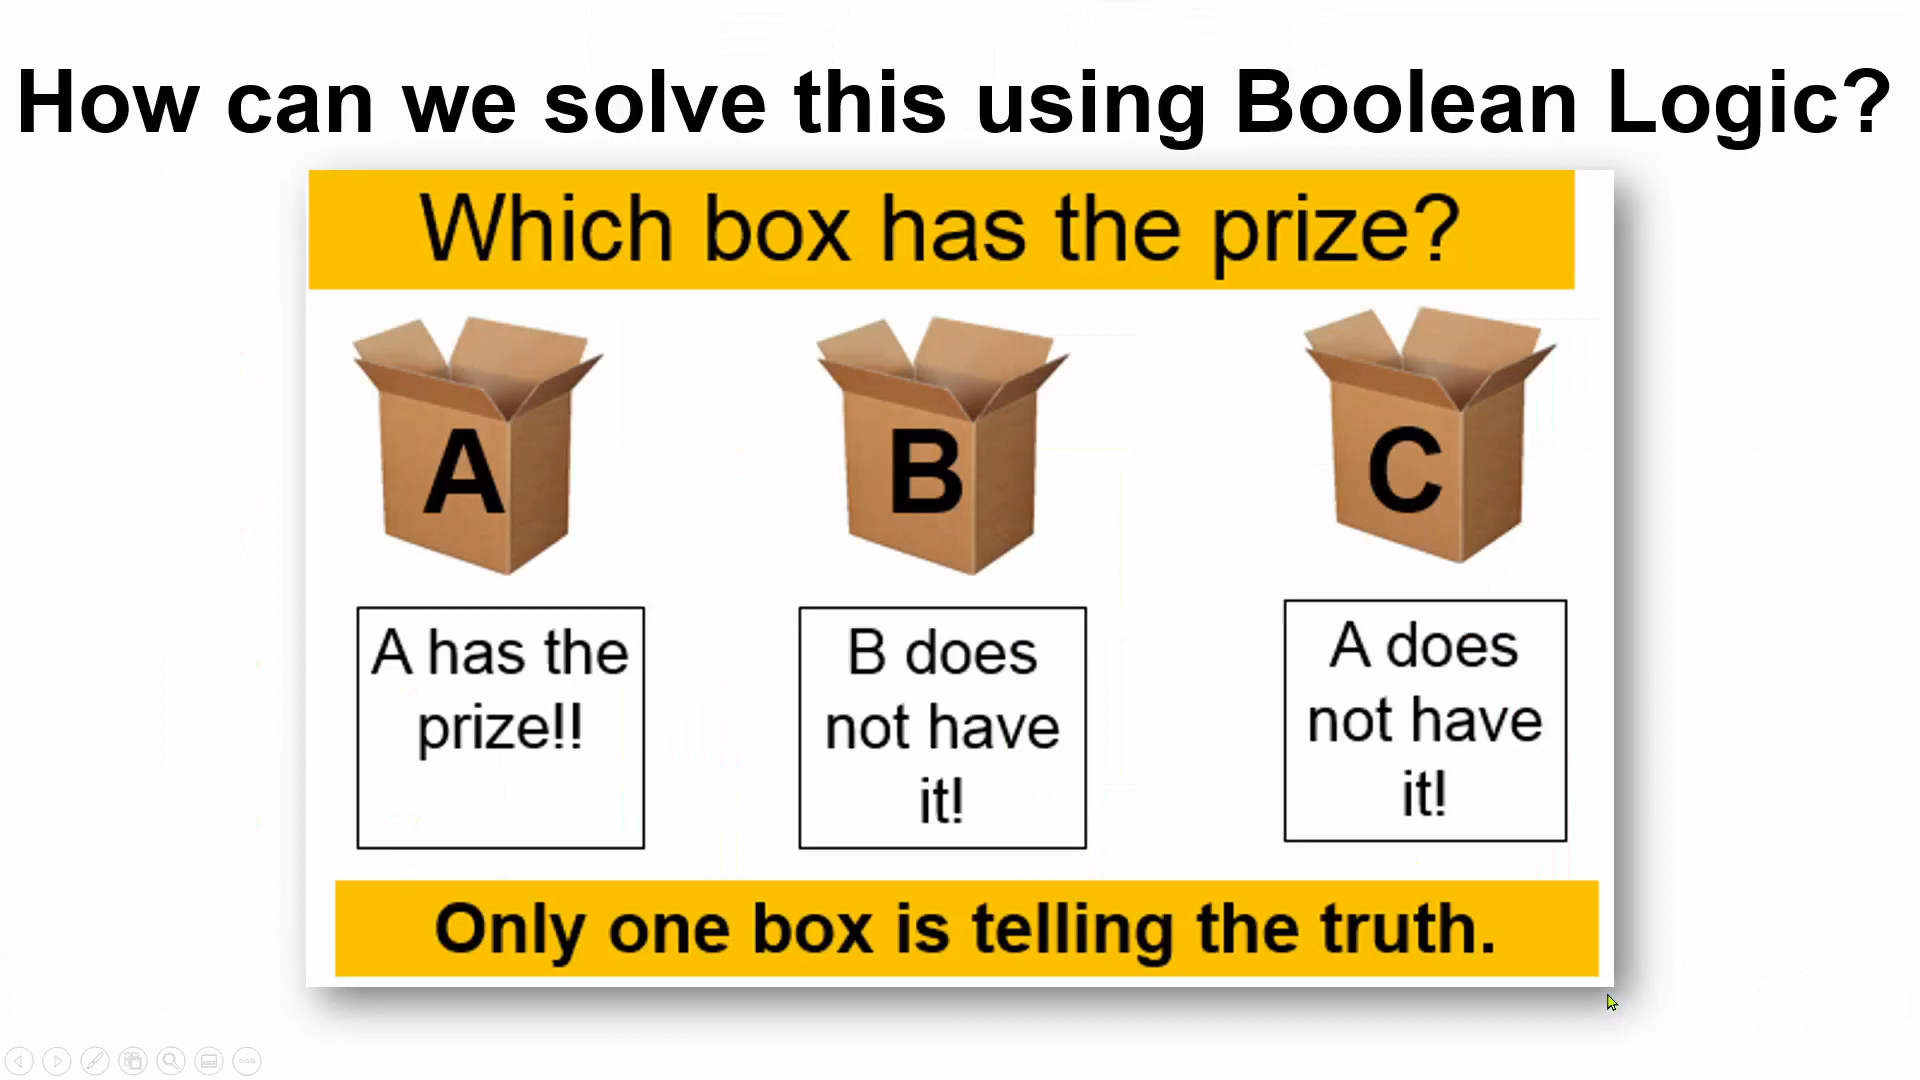 How can we solve this using Boolean Logic?
Which box has the prize?
A
B
C
A has the
prize!!
B does
not have
it!
A does
not have
it!
Only one box is telling the truth.